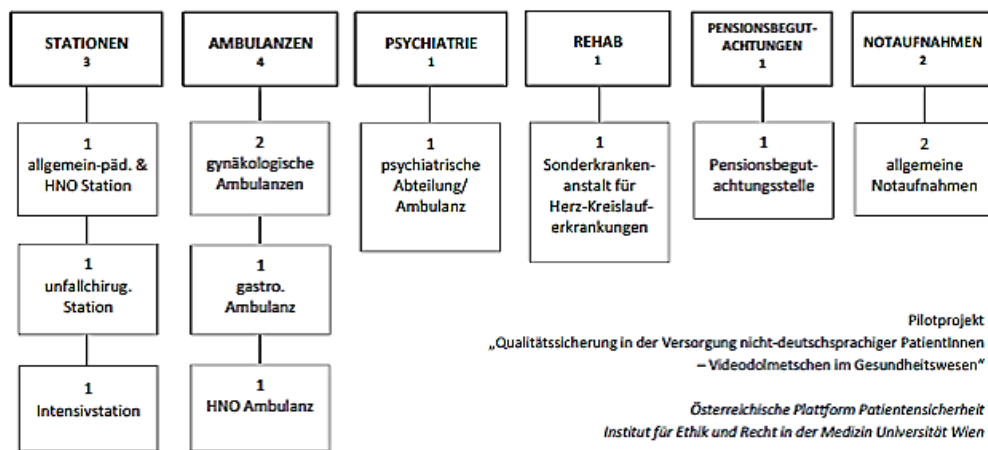 STATIONEN
3
AMBULANZEN
4
PSYCHIATRIE
1
REHAB
1
PENSIONSBEGUT-
ACHTUNGEN
1
NOTAUFNAHMEN
2
1
allgemein-päd. &
HNO Station
2
gynäkologische
Ambulanzen
1
psychiatrische
Abteilung/
Ambulanz
1
Sonderkranken-
anstalt für
Herz-Kreislauf-
erkrankungen
1
Pensionsbegut-
achtungsstelle
2
allgemeine
Notaufnahmen
1
unfallchirug.
Station
1
gastro.
Ambulanz
1
Intensivstation
1
HNO Ambulanz
Pilotprojekt
„Qualitätssicherung in der Versorgung nicht-deutschsprachiger PatientInnen
– Videodolmetschen im Gesundheitswesen“
Österreichische Plattform Patientensicherheit
Institut für Ethik und Recht in der Medizin Universität Wien